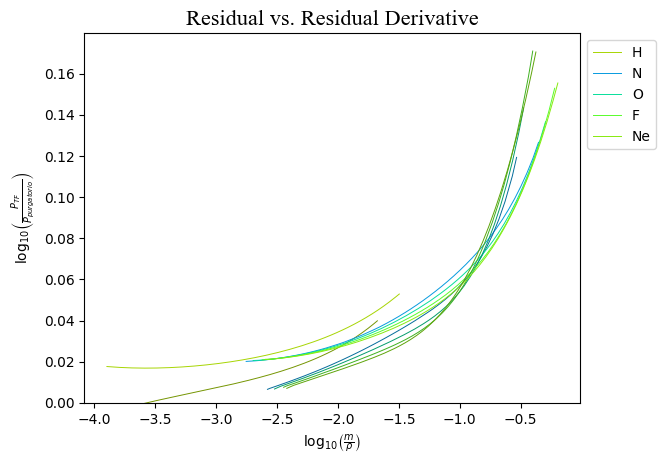 Residual vs. Residual Derivative
H
N
O
F
Ne
0.16
0.14
0.12
0.10
0.08
0.06
0.04
0.02
0.00
log10(P_TF/P_purgatorio)
−4.0 −3.5 −3.0 −2.5 −2.0 −1.5 −1.0 −0.5
log10(m/ρ)